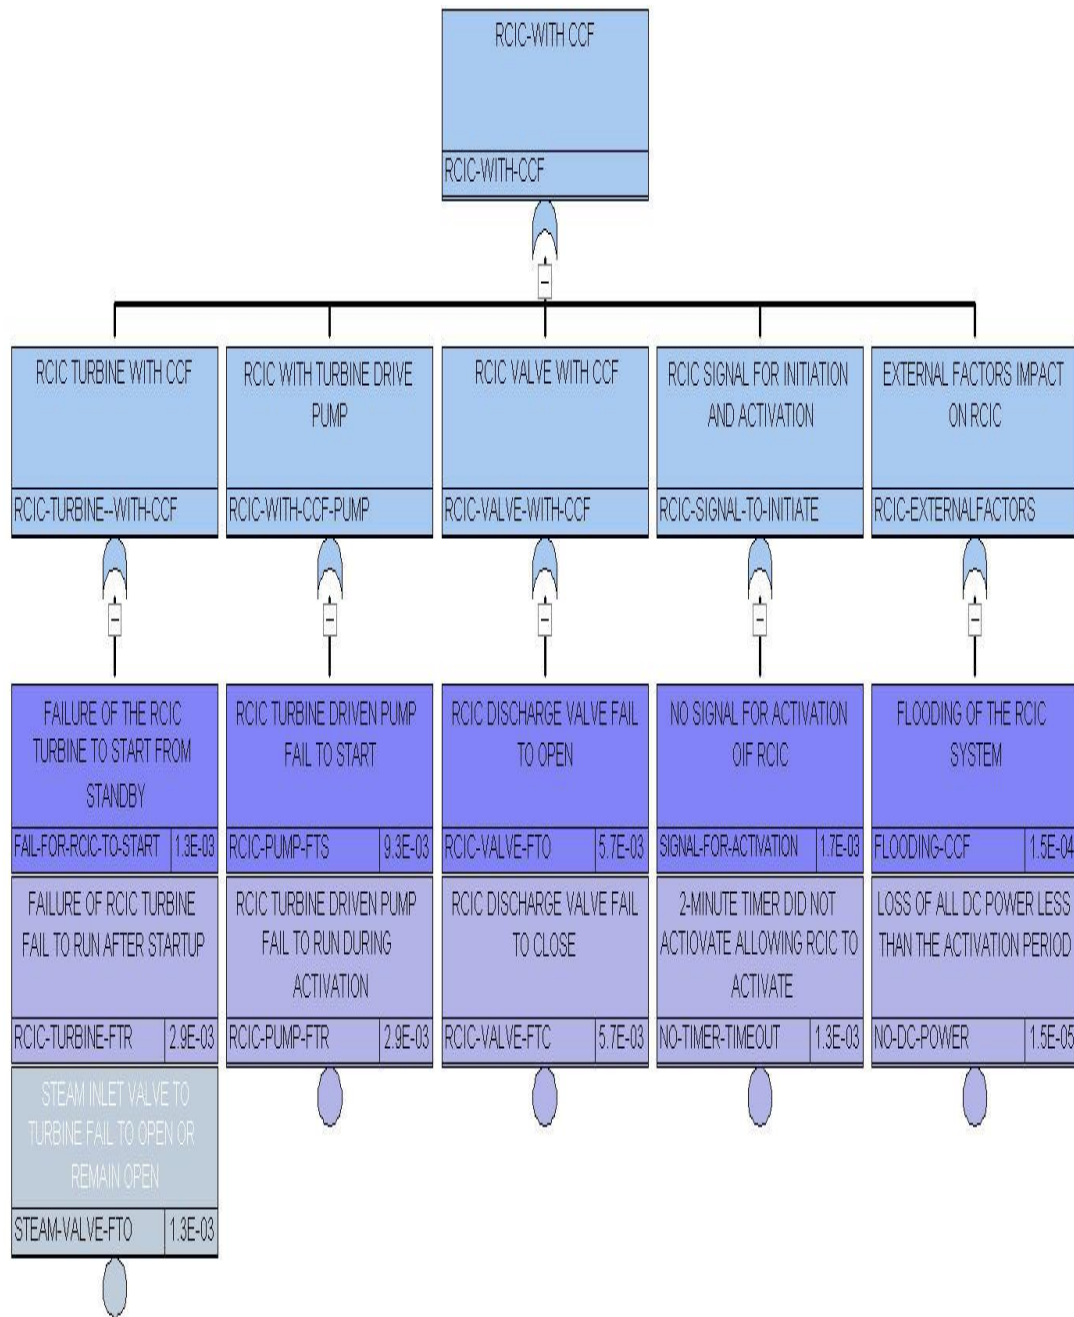 RCIC-WITH CCF
RCIC-WITH-CCF
RCIC TURBINE WITH CCF
RCIC-TURBINE--WITH-CCF
RCIC WITH TURBINE DRIVE
PUMP
RCIC-WITH-CCF-PUMP
RCIC VALVE WITH CCF
RCIC-VALVE-WITH-CCF
RCIC SIGNAL FOR INITIATION
AND ACTIVATION
RCIC-SIGNAL-TO-INITIATE
EXTERNAL FACTORS IMPACT
ON RCIC
RCIC-EXTERNALFACTORS
FAILURE OF THE RCIC
TURBINE TO START FROM
STANDBY
FAIL-FOR-RCIC-TO-START 1.3E-03
FAILURE OF RCIC TURBINE
FAIL TO RUN AFTER STARTUP
RCIC-TURBINE-FTR 2.9E-03
STEAM INLET VALVE TO
TURBINE FAIL TO OPEN OR
REMAIN OPEN
STEAM-VALVE-FTO 1.3E-03
RCIC TURBINE DRIVEN PUMP
FAIL TO START
RCIC-PUMP-FTS 9.3E-03
RCIC TURBINE DRIVEN PUMP
FAIL TO RUN DURING
ACTIVATION
RCIC-PUMP-FTR 2.9E-03
RCIC DISCHARGE VALVE FAIL
TO OPEN
RCIC-VALVE-FTO 5.7E-03
RCIC DISCHARGE VALVE FAIL
TO CLOSE
RCIC-VALVE-FTC 5.7E-03
NO SIGNAL FOR ACTIVATION
OIF RCIC
SIGNAL-FOR-ACTIVATION 1.7E-03
2-MINUTE TIMER DID NOT
ACTIOVATE ALLOWING RCIC TO
ACTIVATE
NO-TIMER-TIMEOUT 1.3E-03
FLOODING OF THE RCIC
SYSTEM
FLOODING-CCF 1.5E-04
LOSS OF ALL DC POWER LESS
THAN THE ACTIVATION PERIOD
NO-DC-POWER 1.5E-05